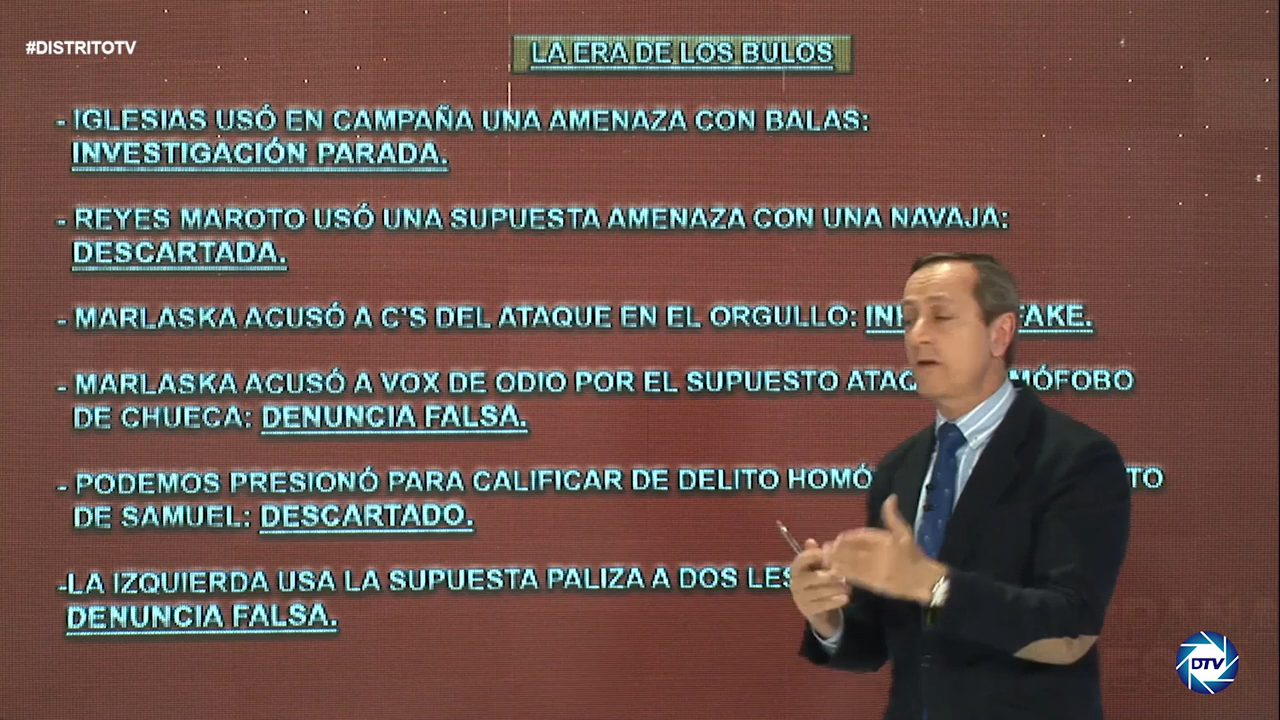 #DISTRITOTV
LA ERA DE LOS BULOS
- IGLESIAS USÓ EN CAMPAÑA UNA AMENAZA CON BALAS:
INVESTIGACIÓN PARADA.
- REYES MAROTO USÓ UNA SUPUESTA AMENAZA CON UNA NAVAJA:
DESCARTADA.
- MARLASKA ACUSÓ A C'S DEL ATAQUE EN EL ORGULLO:
- MARLASKA ACUSÓ A VOX DE ODIO POR EL SUPUESTO
DE CHUECA: DENUNCIA FALSA.
- PODEMOS PRESIONÓ PARA CALIFICAR DE DELITO
DE SAMUEL: DESCARTADO.
-LA IZQUIERDA USA LA SUPUESTA PALIZA A DOS
DENUNCIA FALSA.
DTV